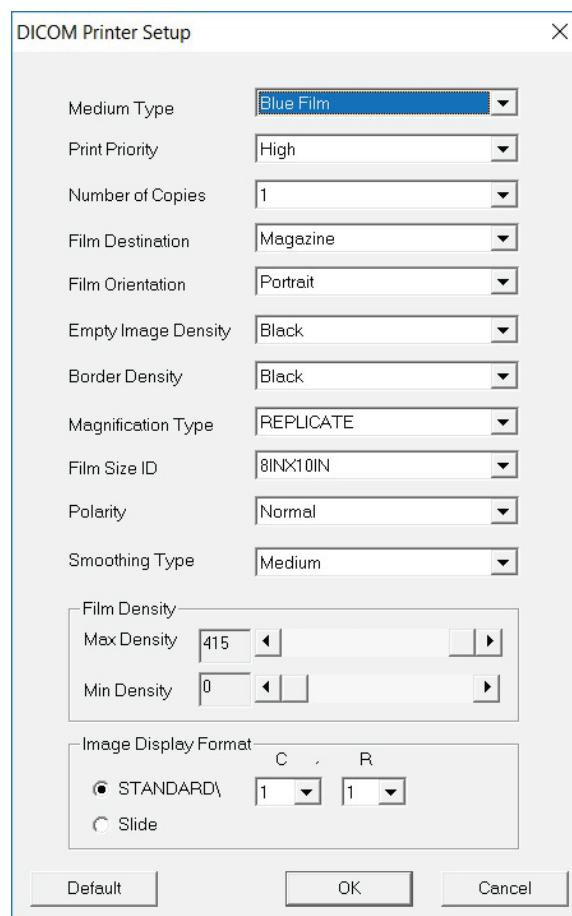 DICOM Printer Setup
Medium Type Blue Film
Print Priority High
Number of Copies 1
Film Destination Magazine
Film Orientation Portrait
Empty Image Density Black
Border Density Black
Magnification Type REPLICATE
Film Size ID 8INX10IN
Polarity Normal
Smoothing Type Medium
Film Density
Max Density 415
Min Density 0
Image Display Format
C , R
STANDARD\ 1 1
Slide
Default OK Cancel